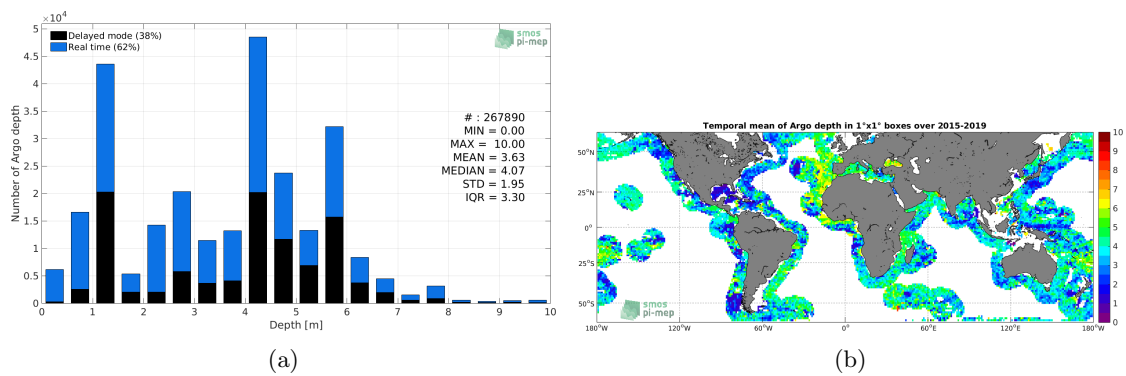 ×10⁴
5
4.5
4
3.5
3
2.5
2
1.5
1
0.5
0
Number of Argo depth
Delayed mode (38%)
Real time (62%)
smos
pi-mep
# : 267890
MIN = 0.00
MAX = 10.00
MEAN = 3.63
MEDIAN = 4.07
STD = 1.95
IQR = 3.30
0 1 2 3 4 5 6 7 8 9 10
Depth [m]
(a)
Temporal mean of Argo depth in 1°x1° boxes over 2015-2019
50°N
25°N
0°
25°S
50°S
smos
pi-mep
180°W 120°W 60°W 0° 60°E 120°E 180°W
10
9
8
7
6
5
4
3
2
1
0
(b)